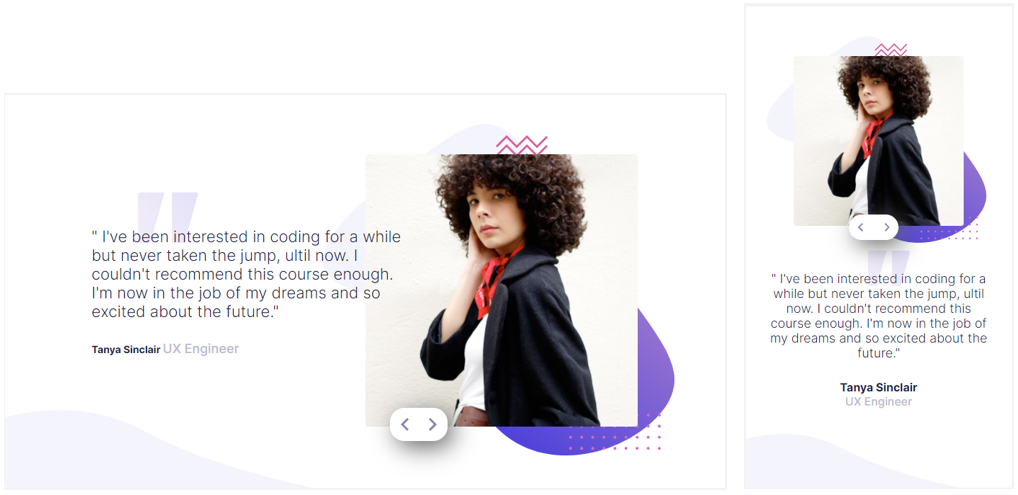 " I've been interested in coding for a while
but never taken the jump, ultil now. I
couldn't recommend this course enough.
I'm now in the job of my dreams and so
excited about the future."
Tanya Sinclair UX Engineer
" I've been interested in coding for a
while but never taken the jump, ultil
now. I couldn't recommend this
course enough. I'm now in the job of
my dreams and so excited about the
future."
Tanya Sinclair
UX Engineer